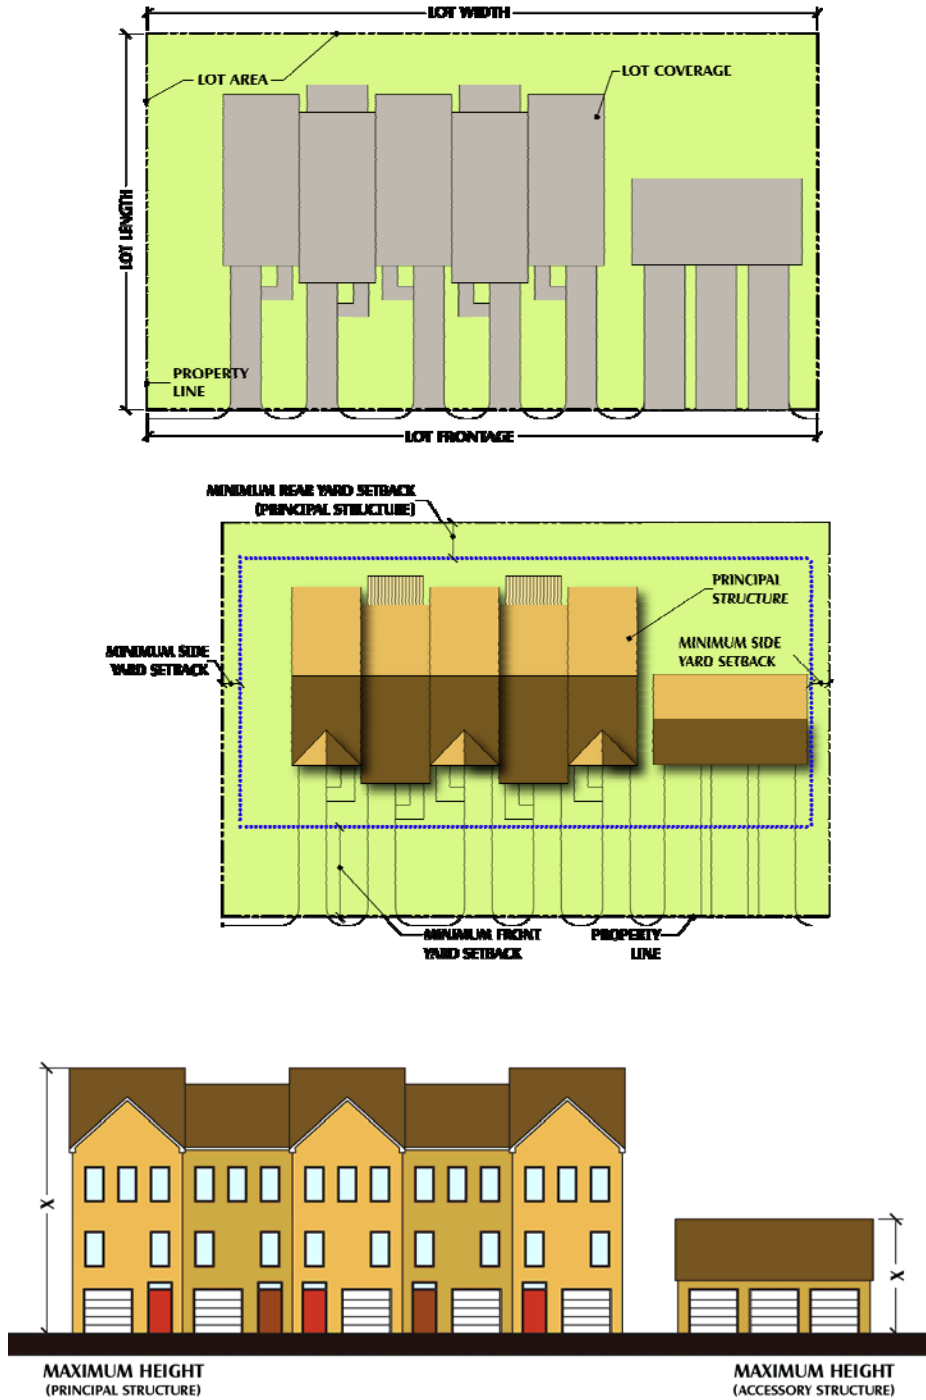 LOT WIDTH
LOT AREA
LOT COVERAGE
LOT LENGTH
PROPERTY
LINE
LOT FRONTAGE
MINIMUM REAR YARD SETBACK
(PRINCIPAL STRUCTURE)
PRINCIPAL
STRUCTURE
MINIMUM SIDE
YARD SETBACK
MINIMUM SIDE
YARD SETBACK
MINIMUM FRONT
YARD SETBACK
PROPERTY
LINE
X
X
MAXIMUM HEIGHT
(PRINCIPAL STRUCTURE)
MAXIMUM HEIGHT
(ACCESSORY STRUCTURE)